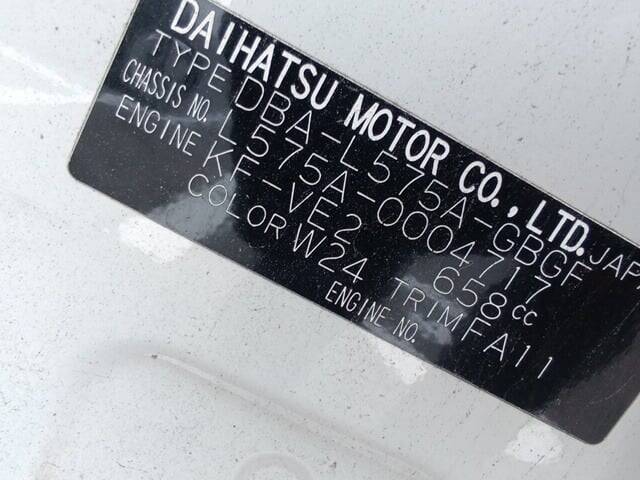 DAIHATSU MOTOR CO., LTD. JAP
TYPE DBA-L575A-GBGF
CHASSIS NO. L575A-0004717
ENGINE KF-VE2 658cc
COLOR W24 TRIM FA11
ENGINE NO.